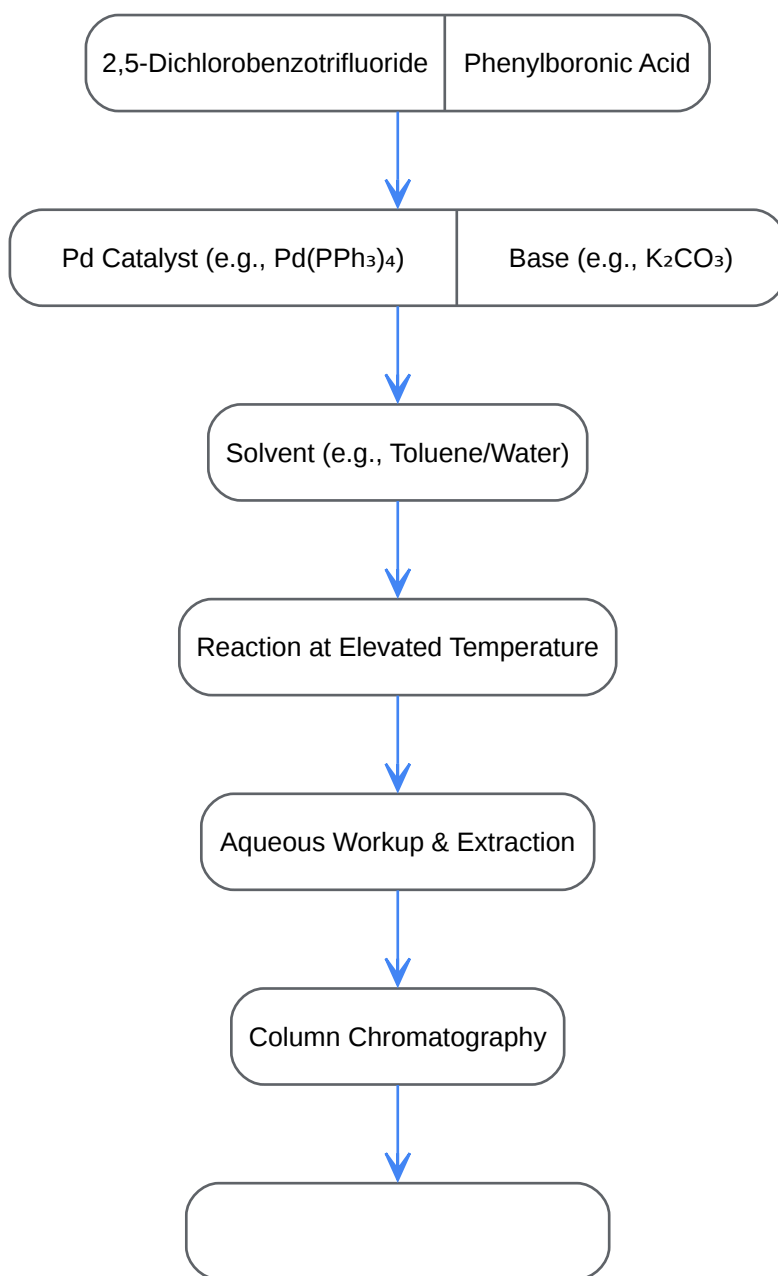 2,5-Dichlorobenzotrifluoride Phenylboronic Acid
Pd Catalyst (e.g., Pd(PPh₃)₄) Base (e.g., K₂CO₃)
Solvent (e.g., Toluene/Water)
Reaction at Elevated Temperature
Aqueous Workup & Extraction
Column Chromatography